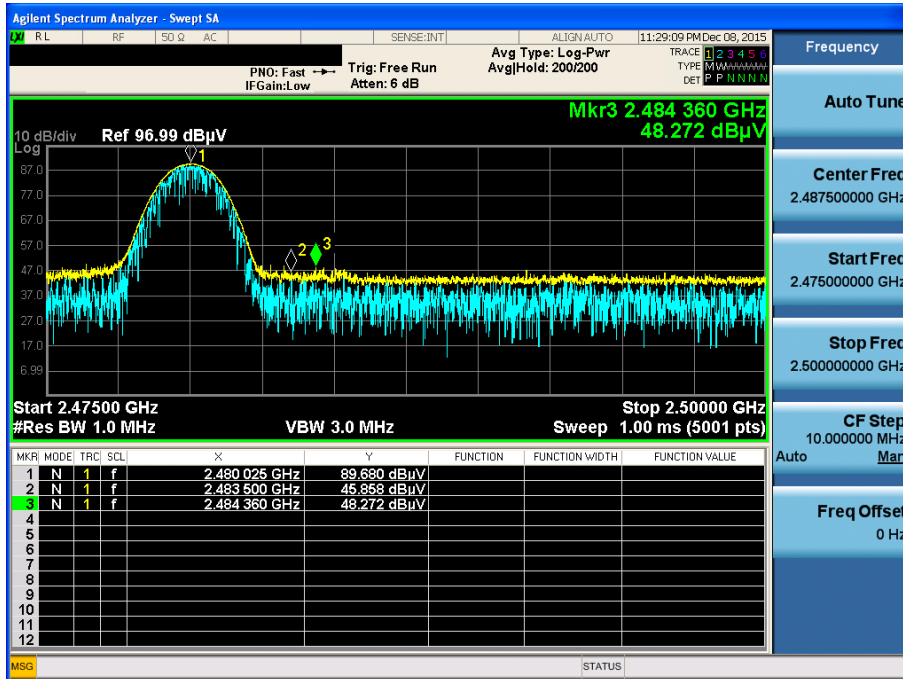 Agilent Spectrum Analyzer - Swept SA
LXI RL RF 50 Ω AC SENSE:INT ALIGN AUTO 11:29:09 PM Dec 08, 2015
PNO: Fast Trig: Free Run Avg Type: Log-Pwr TRACE 1 2 3 4 5 6
IFGain:Low Atten: 6 dB Avg|Hold: 200/200 TYPE M W W W W W
DET P P N N N N
Mkr3 2.484 360 GHz
48.272 dBµV
10 dB/div Ref 96.99 dBµV
Log
87.0
77.0
67.0
57.0
47.0
37.0
27.0
17.0
6.99
1
2
3
Start 2.47500 GHz Stop 2.50000 GHz
#Res BW 1.0 MHz VBW 3.0 MHz Sweep 1.00 ms (5001 pts)
MKR MODE TRC SCL X Y FUNCTION FUNCTION WIDTH FUNCTION VALUE
1 N 1 f 2.480 025 GHz 89.680 dBµV
2 N 1 f 2.483 500 GHz 45.858 dBµV
3 N 1 f 2.484 360 GHz 48.272 dBµV
4
5
6
7
8
9
10
11
12
MSG STATUS
Frequency
Auto Tune
Center Freq
2.487500000 GHz
Start Freq
2.475000000 GHz
Stop Freq
2.500000000 GHz
CF Step
10.000000 MHz
Auto Man
Freq Offset
0 Hz